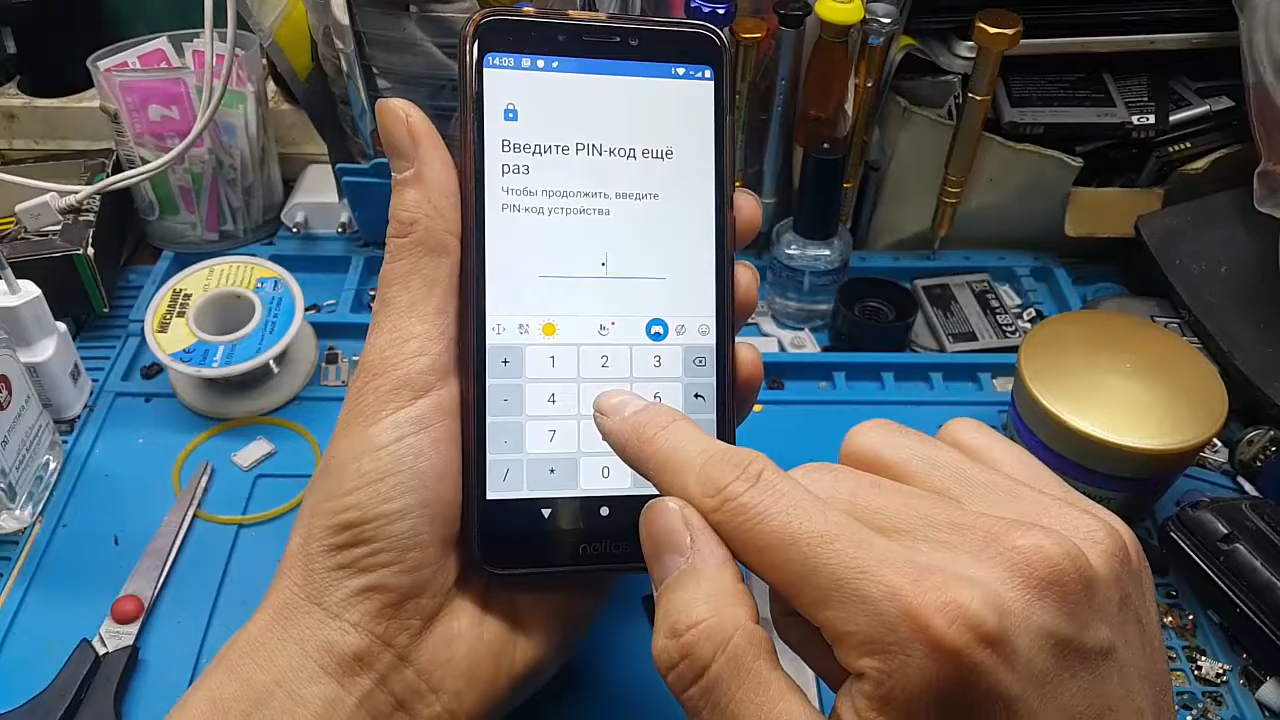 14:03
Введите PIN-код ещё
раз
Чтобы продолжить, введите
PIN-код устройства
+ 1 2 3
- 4 6
. 7
/ * 0
neffos
MECHANIC
2